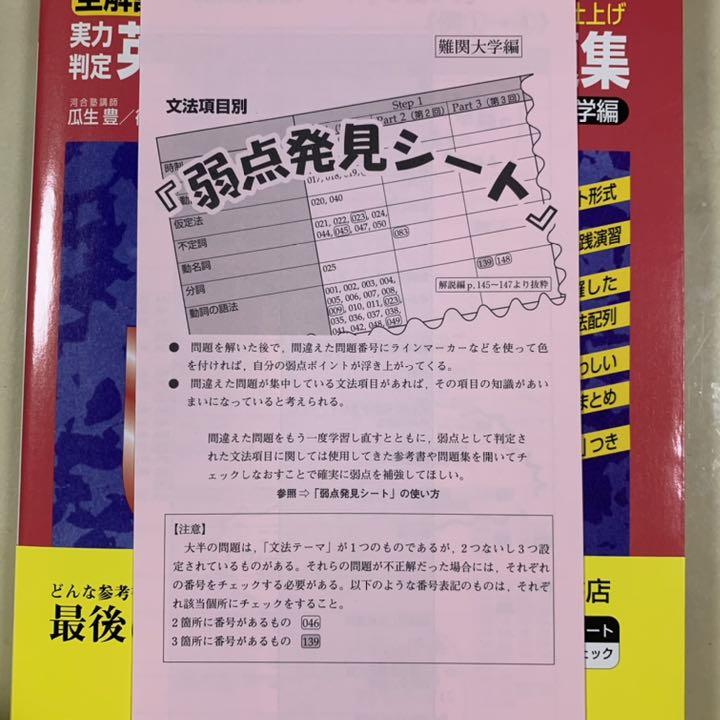 全解説
実力
判定
英
河合塾講師
瓜生 豊／
仕上げ
集
学編
ト形式
践演習
羅した
法配列
わしい
まとめ
つき
どんな参考
最後
店
ート
ェック
難関大学編
文法項目別
Step 1
Part 2（第2回） Part 3（第3回）
『弱点発見シート』
時制
017, 018, 019,
動
020, 040
仮定法
021, 022, 023, 024,
044, 045, 047, 050
不定詞
083
動名詞
025
139 148
分詞
001, 002, 003, 004,
005, 006, 007, 008,
動詞の語法
009, 010, 011, 023,
035, 036, 037, 038,
041, 042, 048, 049
解説編 p.145〜147より抜粋
● 問題を解いた後で，間違えた問題番号にラインマーカーなどを使って色
を付ければ，自分の弱点ポイントが浮き上がってくる。
● 間違えた問題が集中している文法項目があれば，その項目の知識があい
まいになっていると考えられる。
間違えた問題をもう一度学習し直すとともに，弱点として判定さ
れた文法項目に関しては使用してきた参考書や問題集を開いてチ
ェックしなおすことで確実に弱点を補強してほしい。
参照⇒「弱点発見シート」の使い方
【注意】
大半の問題は，「文法テーマ」が1つのものであるが，2つないし3つ設
定されているものがある。それらの問題が不正解だった場合には，それぞれ
の番号をチェックする必要がある。以下のような番号表記のものは，それぞ
れ該当個所にチェックをすること。
2箇所に番号があるもの 046
3箇所に番号があるもの 139